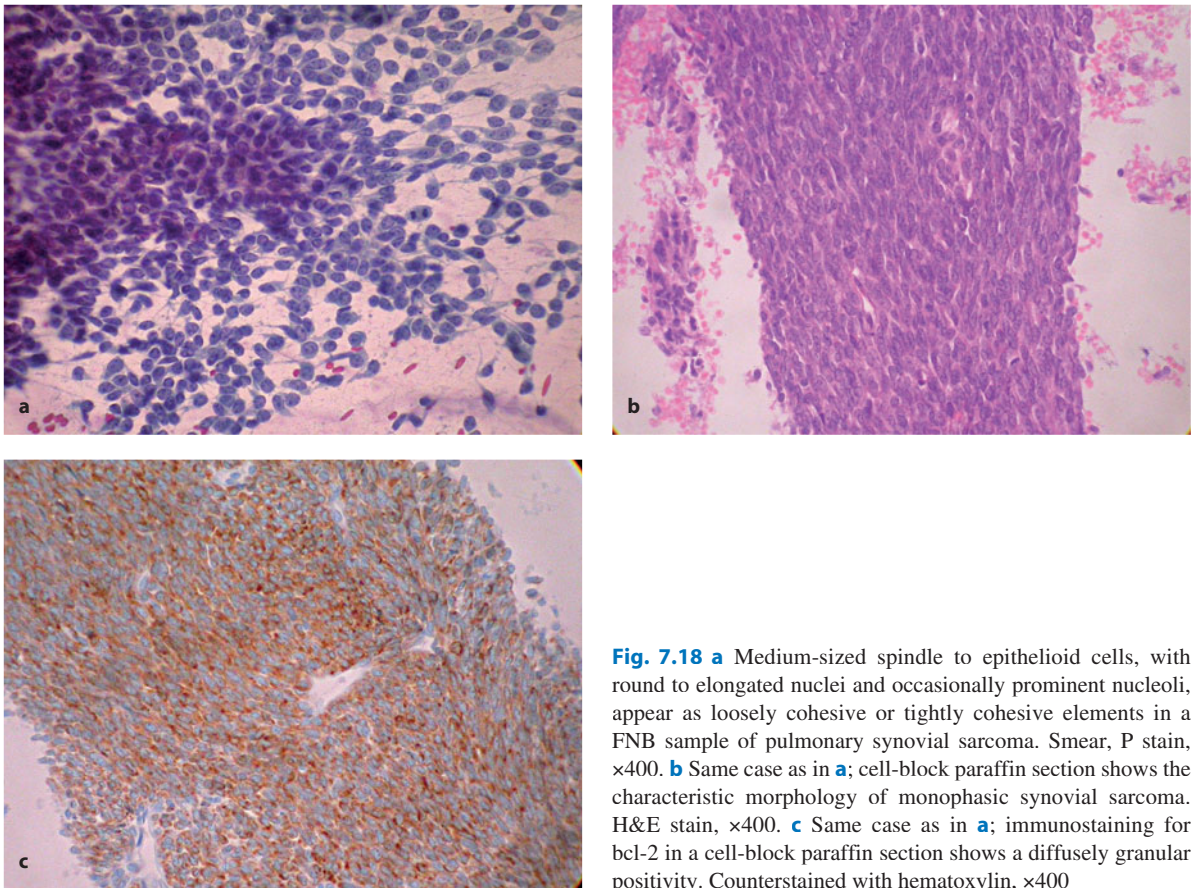 a
b
c
Fig. 7.18 a Medium-sized spindle to epithelioid cells, with
round to elongated nuclei and occasionally prominent nucleoli,
appear as loosely cohesive or tightly cohesive elements in a
FNB sample of pulmonary synovial sarcoma. Smear, P stain,
×400. b Same case as in a; cell-block paraffin section shows the
characteristic morphology of monophasic synovial sarcoma.
H&E stain, ×400. c Same case as in a; immunostaining for
bcl-2 in a cell-block paraffin section shows a diffusely granular
positivity. Counterstained with hematoxylin, ×400